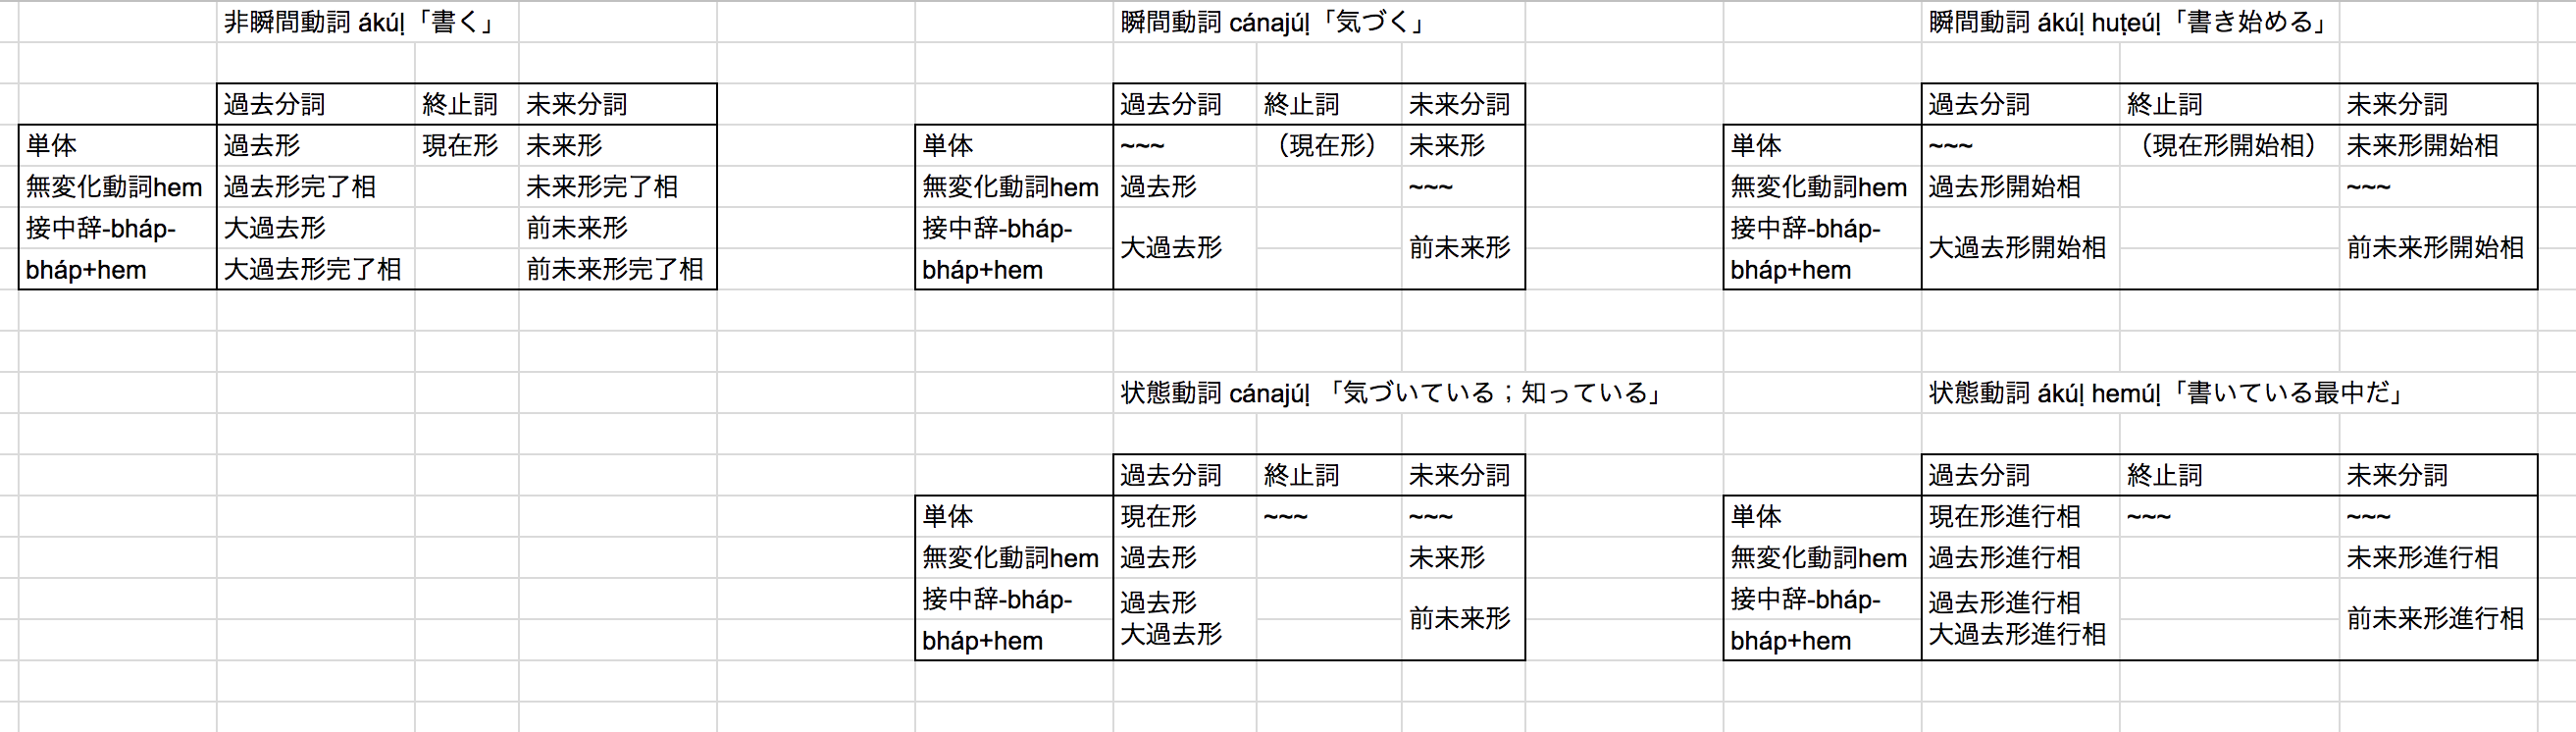 非瞬間動詞 ákúḷ「書く」
過去分詞 終止詞 未来分詞
単体 過去形 現在形 未来形
無変化動詞hem 過去形完了相 未来形完了相
接中辞-bháp- 大過去形 前未来形
bháp+hem 大過去形完了相 前未来形完了相
瞬間動詞 cánajúḷ「気づく」
過去分詞 終止詞 未来分詞
単体 ~~~ （現在形） 未来形
無変化動詞hem 過去形 ~~~
接中辞-bháp-
大過去形 前未来形
bháp+hem
瞬間動詞 ákúḷ huṭeúḷ「書き始める」
過去分詞 終止詞 未来分詞
単体 ~~~ （現在形開始相） 未来形開始相
無変化動詞hem 過去形開始相 ~~~
接中辞-bháp-
大過去形開始相 前未来形開始相
bháp+hem
状態動詞 cánajúḷ 「気づいている；知っている」
過去分詞 終止詞 未来分詞
単体 現在形 ~~~ ~~~
無変化動詞hem 過去形 未来形
接中辞-bháp- 過去形
前未来形
bháp+hem 大過去形
状態動詞 ákúḷ hemúḷ「書いている最中だ」
過去分詞 終止詞 未来分詞
単体 現在形進行相 ~~~ ~~~
無変化動詞hem 過去形進行相 未来形進行相
接中辞-bháp- 過去形進行相
前未来形進行相
bháp+hem 大過去形進行相